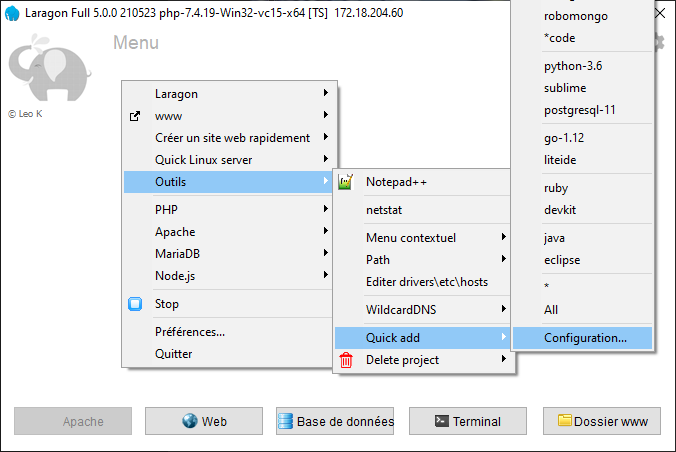 Laragon Full 5.0.0 210523 php-7.4.19-Win32-vc15-x64 [TS] 172.18.204.60
Menu
© Leo K
Laragon
www
Créer un site web rapidement
Quick Linux server
Outils
PHP
Apache
MariaDB
Node.js
Stop
Préférences...
Quitter
Notepad++
netstat
Menu contextuel
Path
Editer drivers\etc\hosts
WildcardDNS
Quick add
Delete project
robomongo
*code
python-3.6
sublime
postgresql-11
go-1.12
liteide
ruby
devkit
java
eclipse
*
All
Configuration...
Apache
Web
Base de données
Terminal
Dossier www